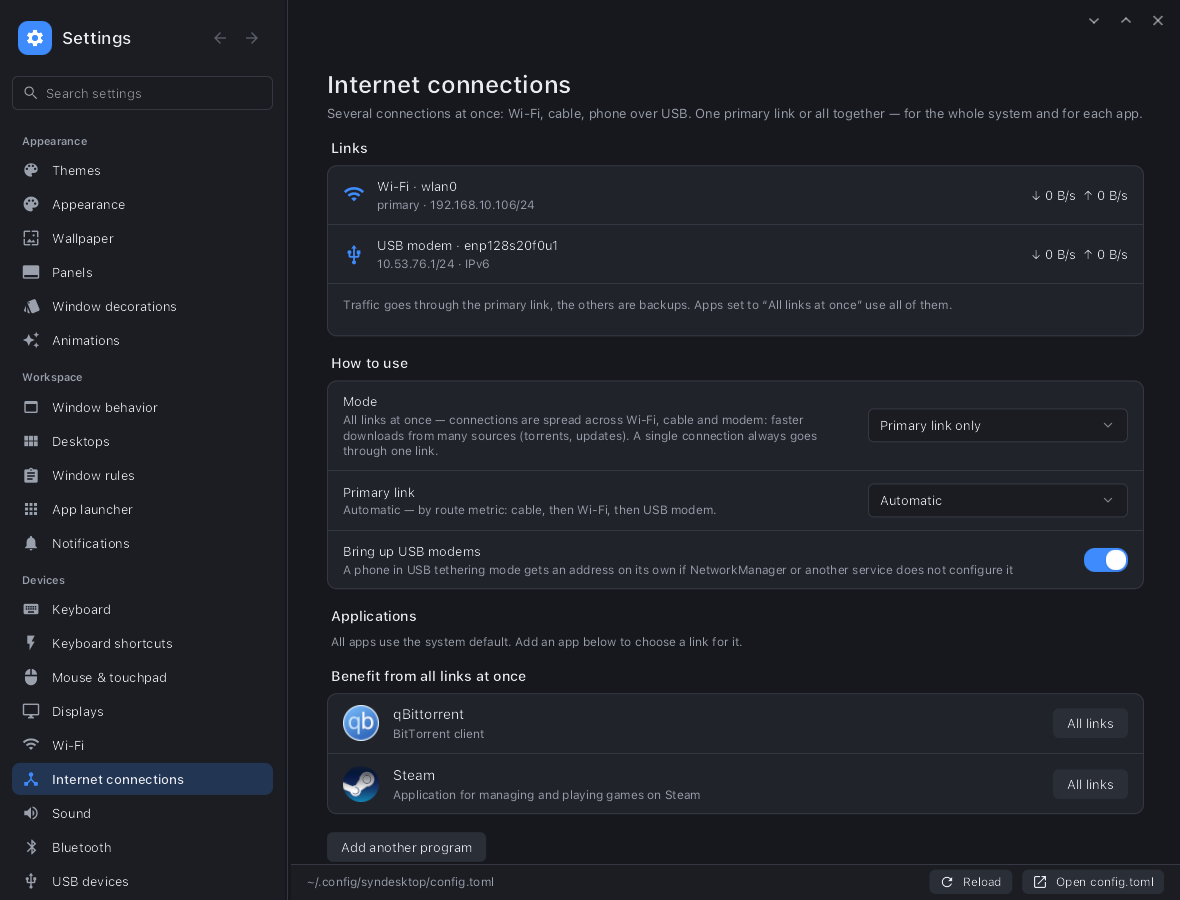 Settings
Search settings
Appearance
Themes
Appearance
Wallpaper
Panels
Window decorations
Animations
Workspace
Window behavior
Desktops
Window rules
App launcher
Notifications
Devices
Keyboard
Keyboard shortcuts
Mouse & touchpad
Displays
Wi-Fi
Internet connections
Sound
Bluetooth
USB devices
Internet connections
Several connections at once: Wi-Fi, cable, phone over USB. One primary link or all together — for the whole system and for each app.
Links
Wi-Fi · wlan0
primary · 192.168.10.106/24
↓ 0 B/s ↑ 0 B/s
USB modem · enp128s20f0u1
10.53.76.1/24 · IPv6
↓ 0 B/s ↑ 0 B/s
Traffic goes through the primary link, the others are backups. Apps set to “All links at once” use all of them.
How to use
Mode
All links at once — connections are spread across Wi-Fi, cable and modem: faster
downloads from many sources (torrents, updates). A single connection always goes
through one link.
Primary link only
Primary link
Automatic — by route metric: cable, then Wi-Fi, then USB modem.
Automatic
Bring up USB modems
A phone in USB tethering mode gets an address on its own if NetworkManager or another service does not configure it
Applications
All apps use the system default. Add an app below to choose a link for it.
Benefit from all links at once
qb
qBittorrent
BitTorrent client
All links
Steam
Application for managing and playing games on Steam
All links
Add another program
~/.config/syndesktop/config.toml
Reload
Open config.toml